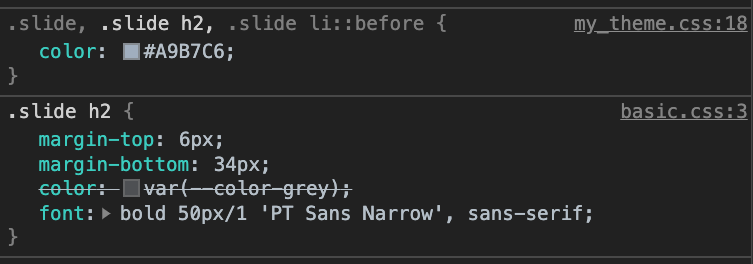 .slide, .slide h2, .slide li::before { my_theme.css:18
color: #A9B7C6;
}
.slide h2 { basic.css:3
margin-top: 6px;
margin-bottom: 34px;
color: var(--color-grey);
font: bold 50px/1 'PT Sans Narrow', sans-serif;
}